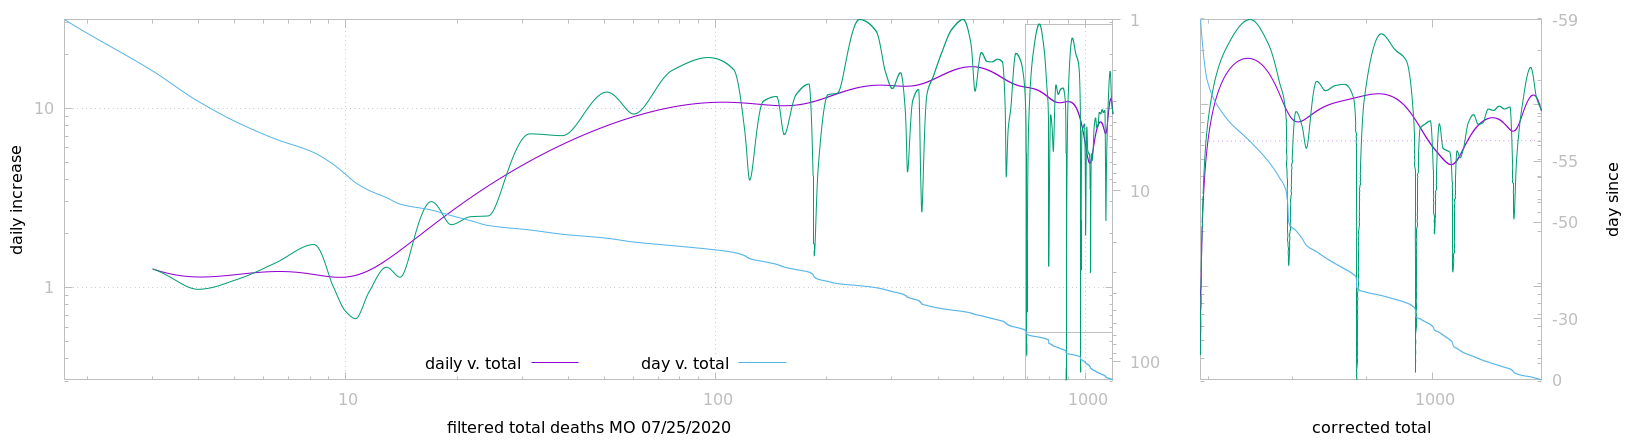 1
-59
10
daily increase
-55
day since
10
-50
1
-30
daily v. total
day v. total
100
0
10
100
1000
1000
filtered total deaths MO 07/25/2020
corrected total